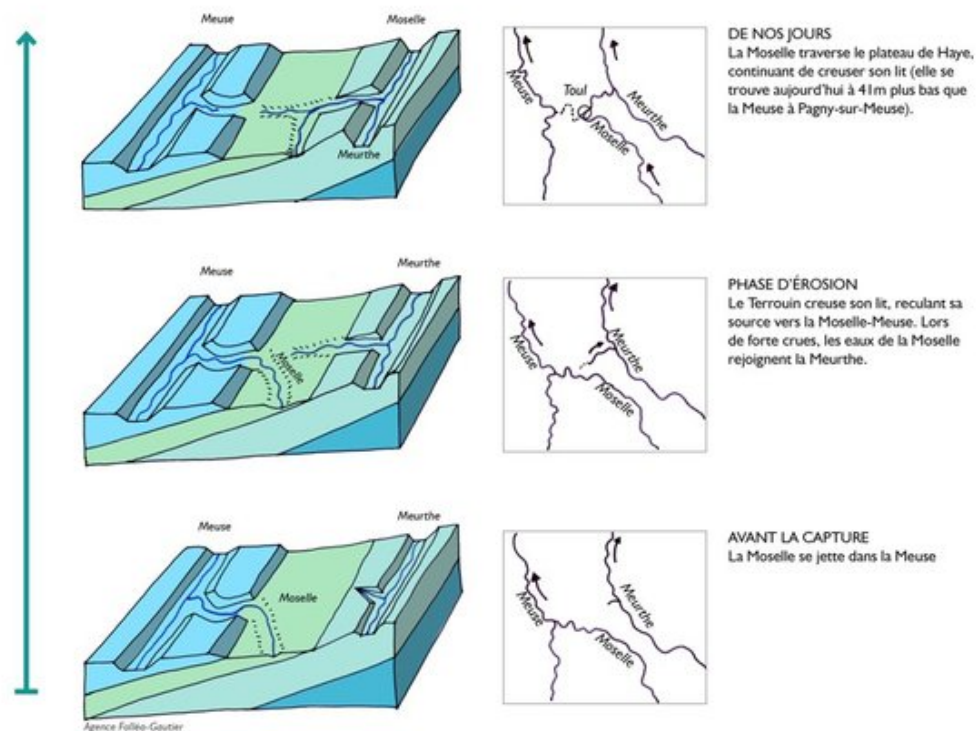 Meuse
Moselle
Meurthe
Meuse
Toul
Moselle
Meurthe
DE NOS JOURS
La Moselle traverse le plateau de Haye,
continuant de creuser son lit (elle se
trouve aujourd'hui à 41m plus bas que
la Meuse à Pagny-sur-Meuse).
Meuse
Meurthe
Moselle
Meuse
Meurthe
Moselle
PHASE D'ÉROSION
Le Terrouin creuse son lit, reculant sa
source vers la Moselle-Meuse. Lors
de forte crues, les eaux de la Moselle
rejoignent la Meurthe.
Meuse
Meurthe
Moselle
Meuse
Meurthe
Moselle
AVANT LA CAPTURE
La Moselle se jette dans la Meuse
Agence Folléa-Gautier